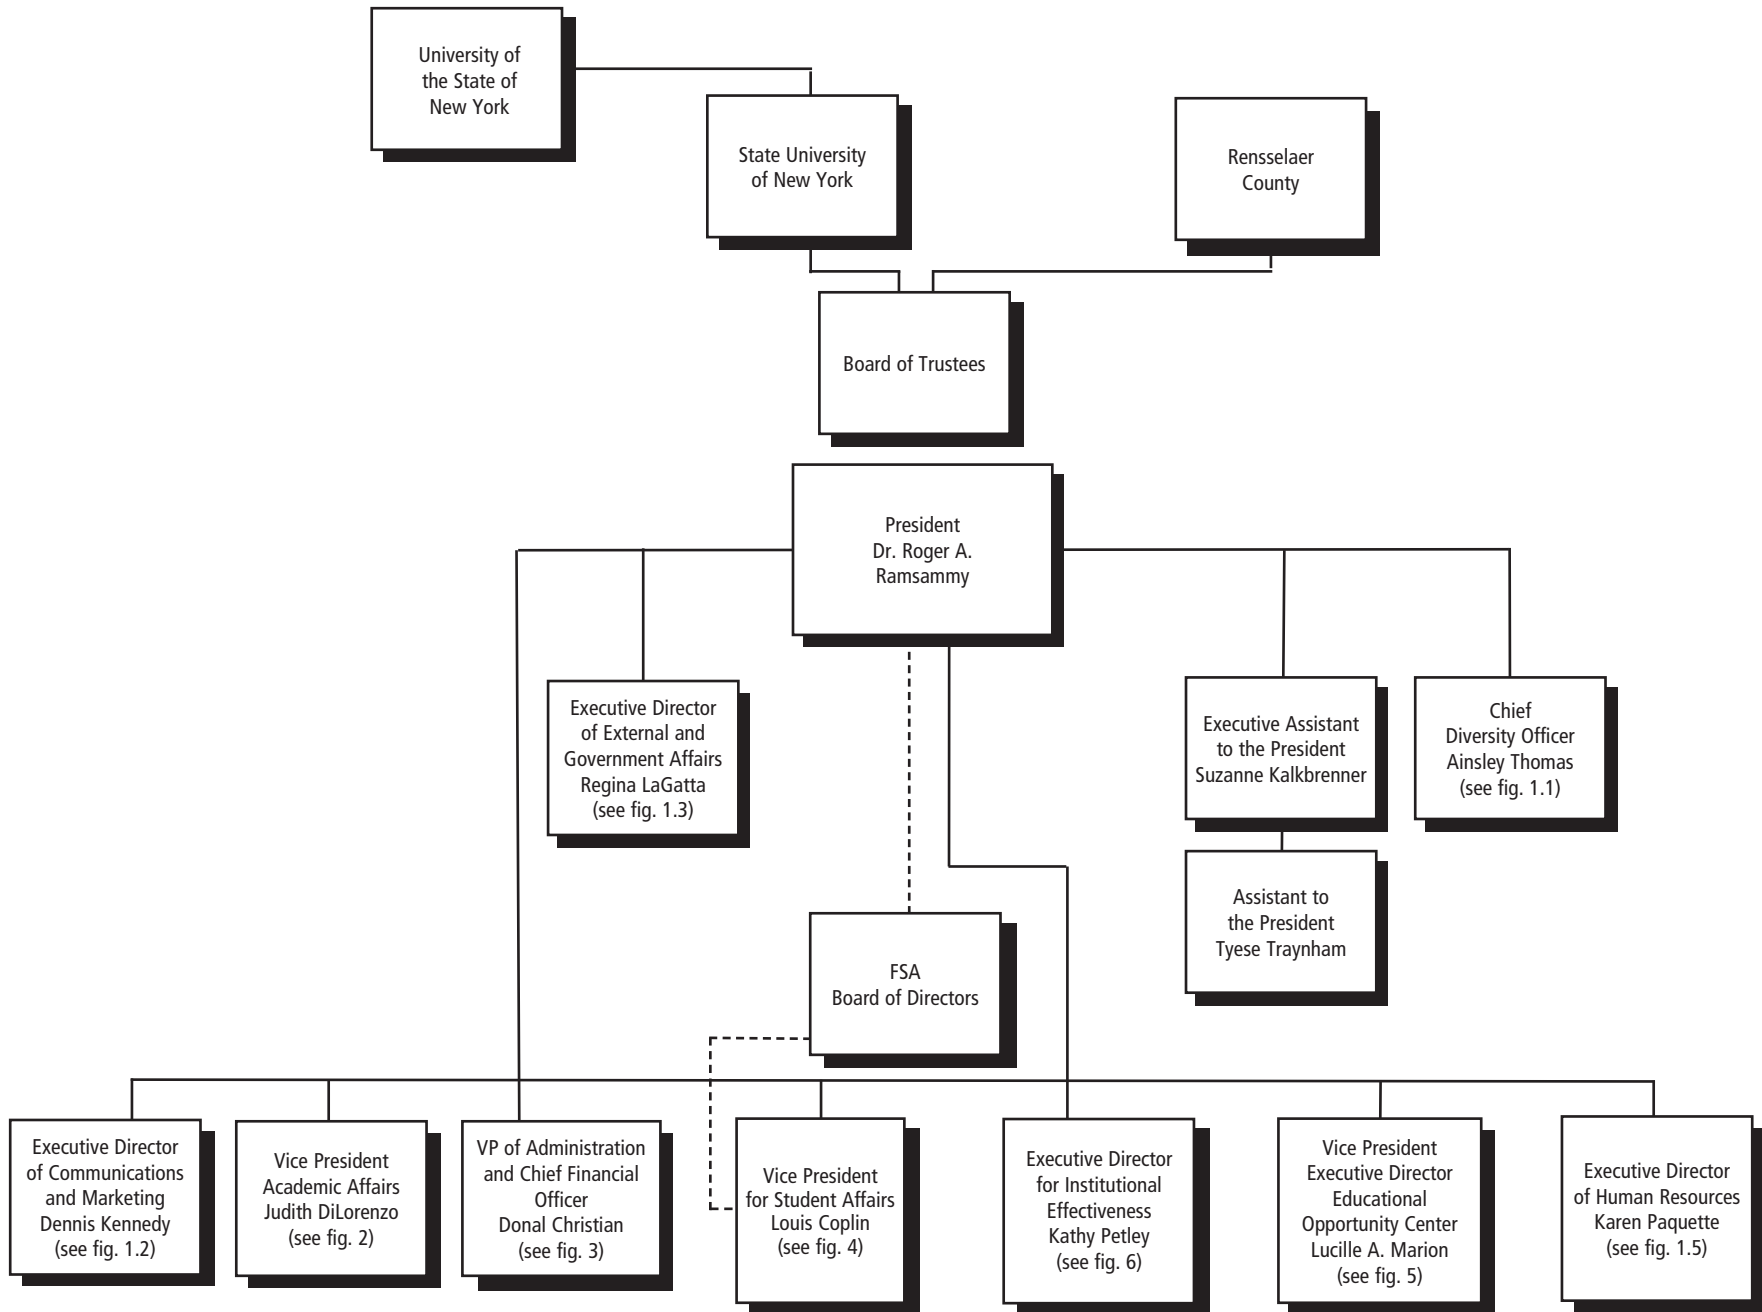 University of
the State of
New York
State University
of New York
Rensselaer
County
Board of Trustees
President
Dr. Roger A.
Ramsammy
Executive Director
of External and
Government Affairs
Regina LaGatta
(see fig. 1.3)
Executive Assistant
to the President
Suzanne Kalkbrenner
Chief
Diversity Officer
Ainsley Thomas
(see fig. 1.1)
Assistant to
the President
Tyese Traynham
FSA
Board of Directors
Executive Director
of Communications
and Marketing
Dennis Kennedy
(see fig. 1.2)
Vice President
Academic Affairs
Judith DiLorenzo
(see fig. 2)
VP of Administration
and Chief Financial
Officer
Donal Christian
(see fig. 3)
Vice President
for Student Affairs
Louis Coplin
(see fig. 4)
Executive Director
for Institutional
Effectiveness
Kathy Petley
(see fig. 6)
Vice President
Executive Director
Educational
Opportunity Center
Lucille A. Marion
(see fig. 5)
Executive Director
of Human Resources
Karen Paquette
(see fig. 1.5)